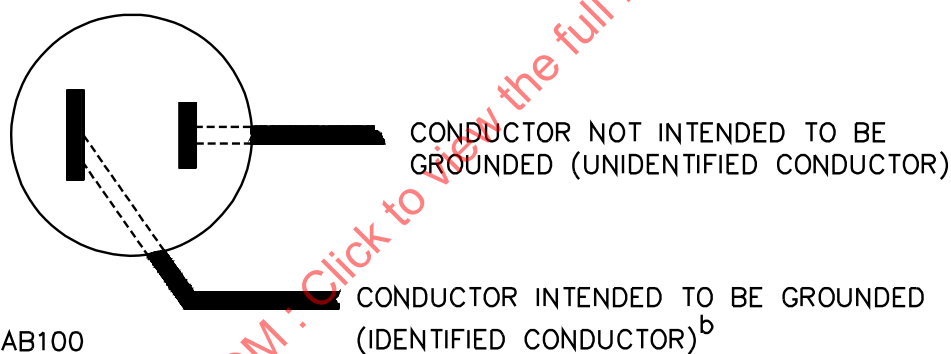 CONDUCTOR NOT INTENDED TO BE
GROUNDED (UNIDENTIFIED CONDUCTOR)
CONDUCTOR INTENDED TO BE GROUNDED
(IDENTIFIED CONDUCTOR)b
AB100
OM : Click to view the full